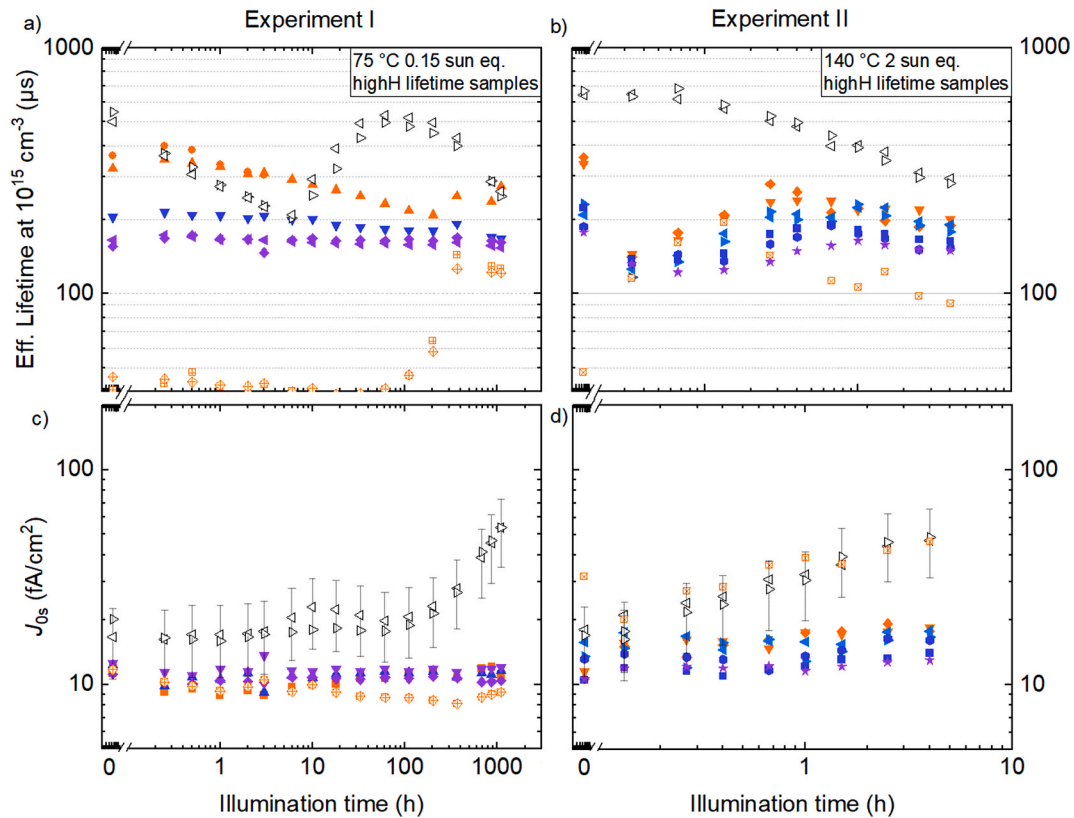 Experiment I
Experiment II
a)
b)
1000
1000
75 °C 0.15 sun eq.
highH lifetime samples
140 °C 2 sun eq.
highH lifetime samples
Eff. Lifetime at 10¹⁵ cm⁻³ (µs)
100
100
c)
d)
100
100
J₀ₛ (fA/cm²)
10
10
0
1
10
100
1000
0
1
10
Illumination time (h)
Illumination time (h)